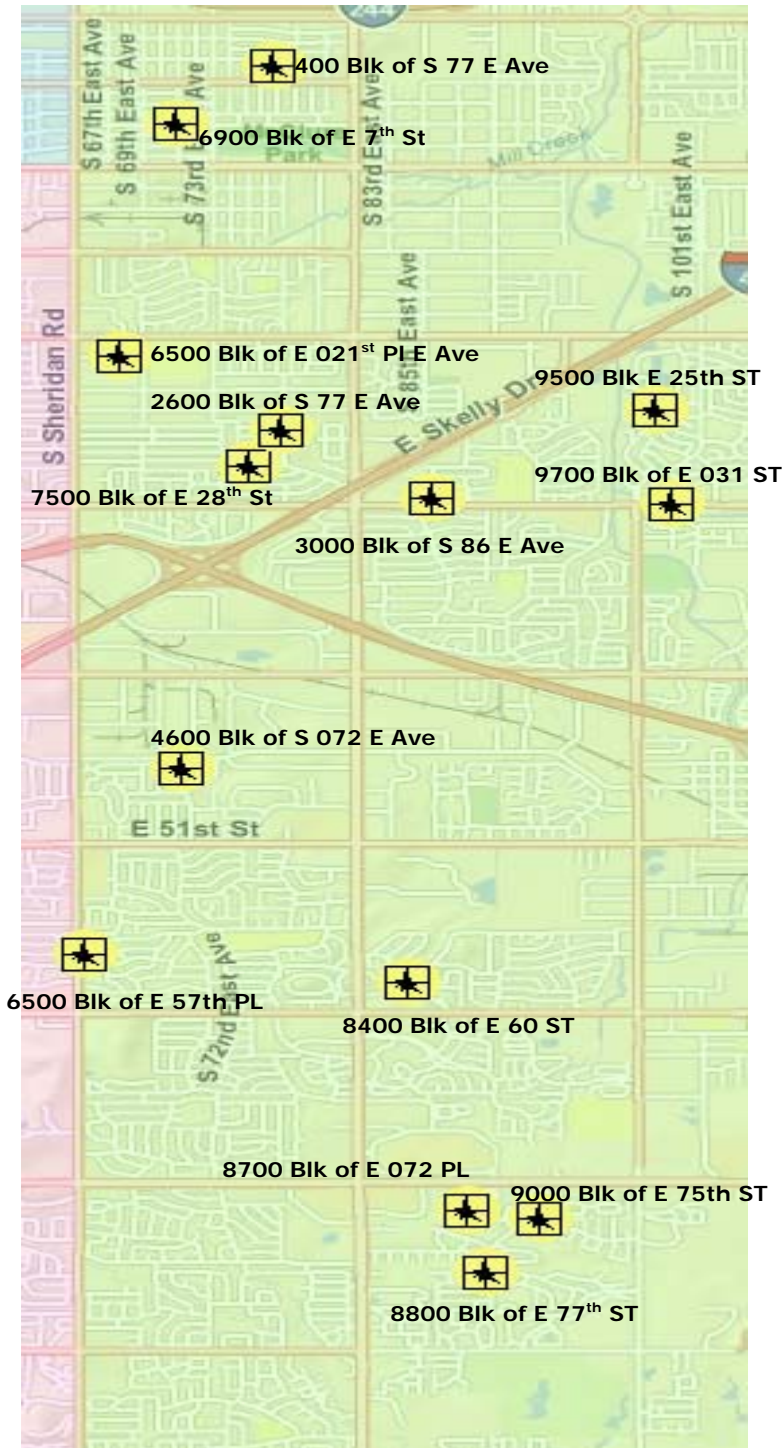 244
400 Blk of S 77 E Ave
6900 Blk of E 7th St
Park
S 67th East Ave
S 69th East Ave
S 73rd Ave
S 83rd East Ave
Mill Creek
S 101st East Ave
S Sheridan Rd
S 85th East Ave
6500 Blk of E 021st Pl E Ave
2600 Blk of S 77 E Ave
9500 Blk E 25th ST
E Skelly Dr
7500 Blk of E 28th St
9700 Blk of E 031 ST
3000 Blk of S 86 E Ave
4600 Blk of S 072 E Ave
E 51st St
S 72nd East Ave
6500 Blk of E 57th PL
8400 Blk of E 60 ST
8700 Blk of E 072 PL
9000 Blk of E 75th ST
8800 Blk of E 77th ST